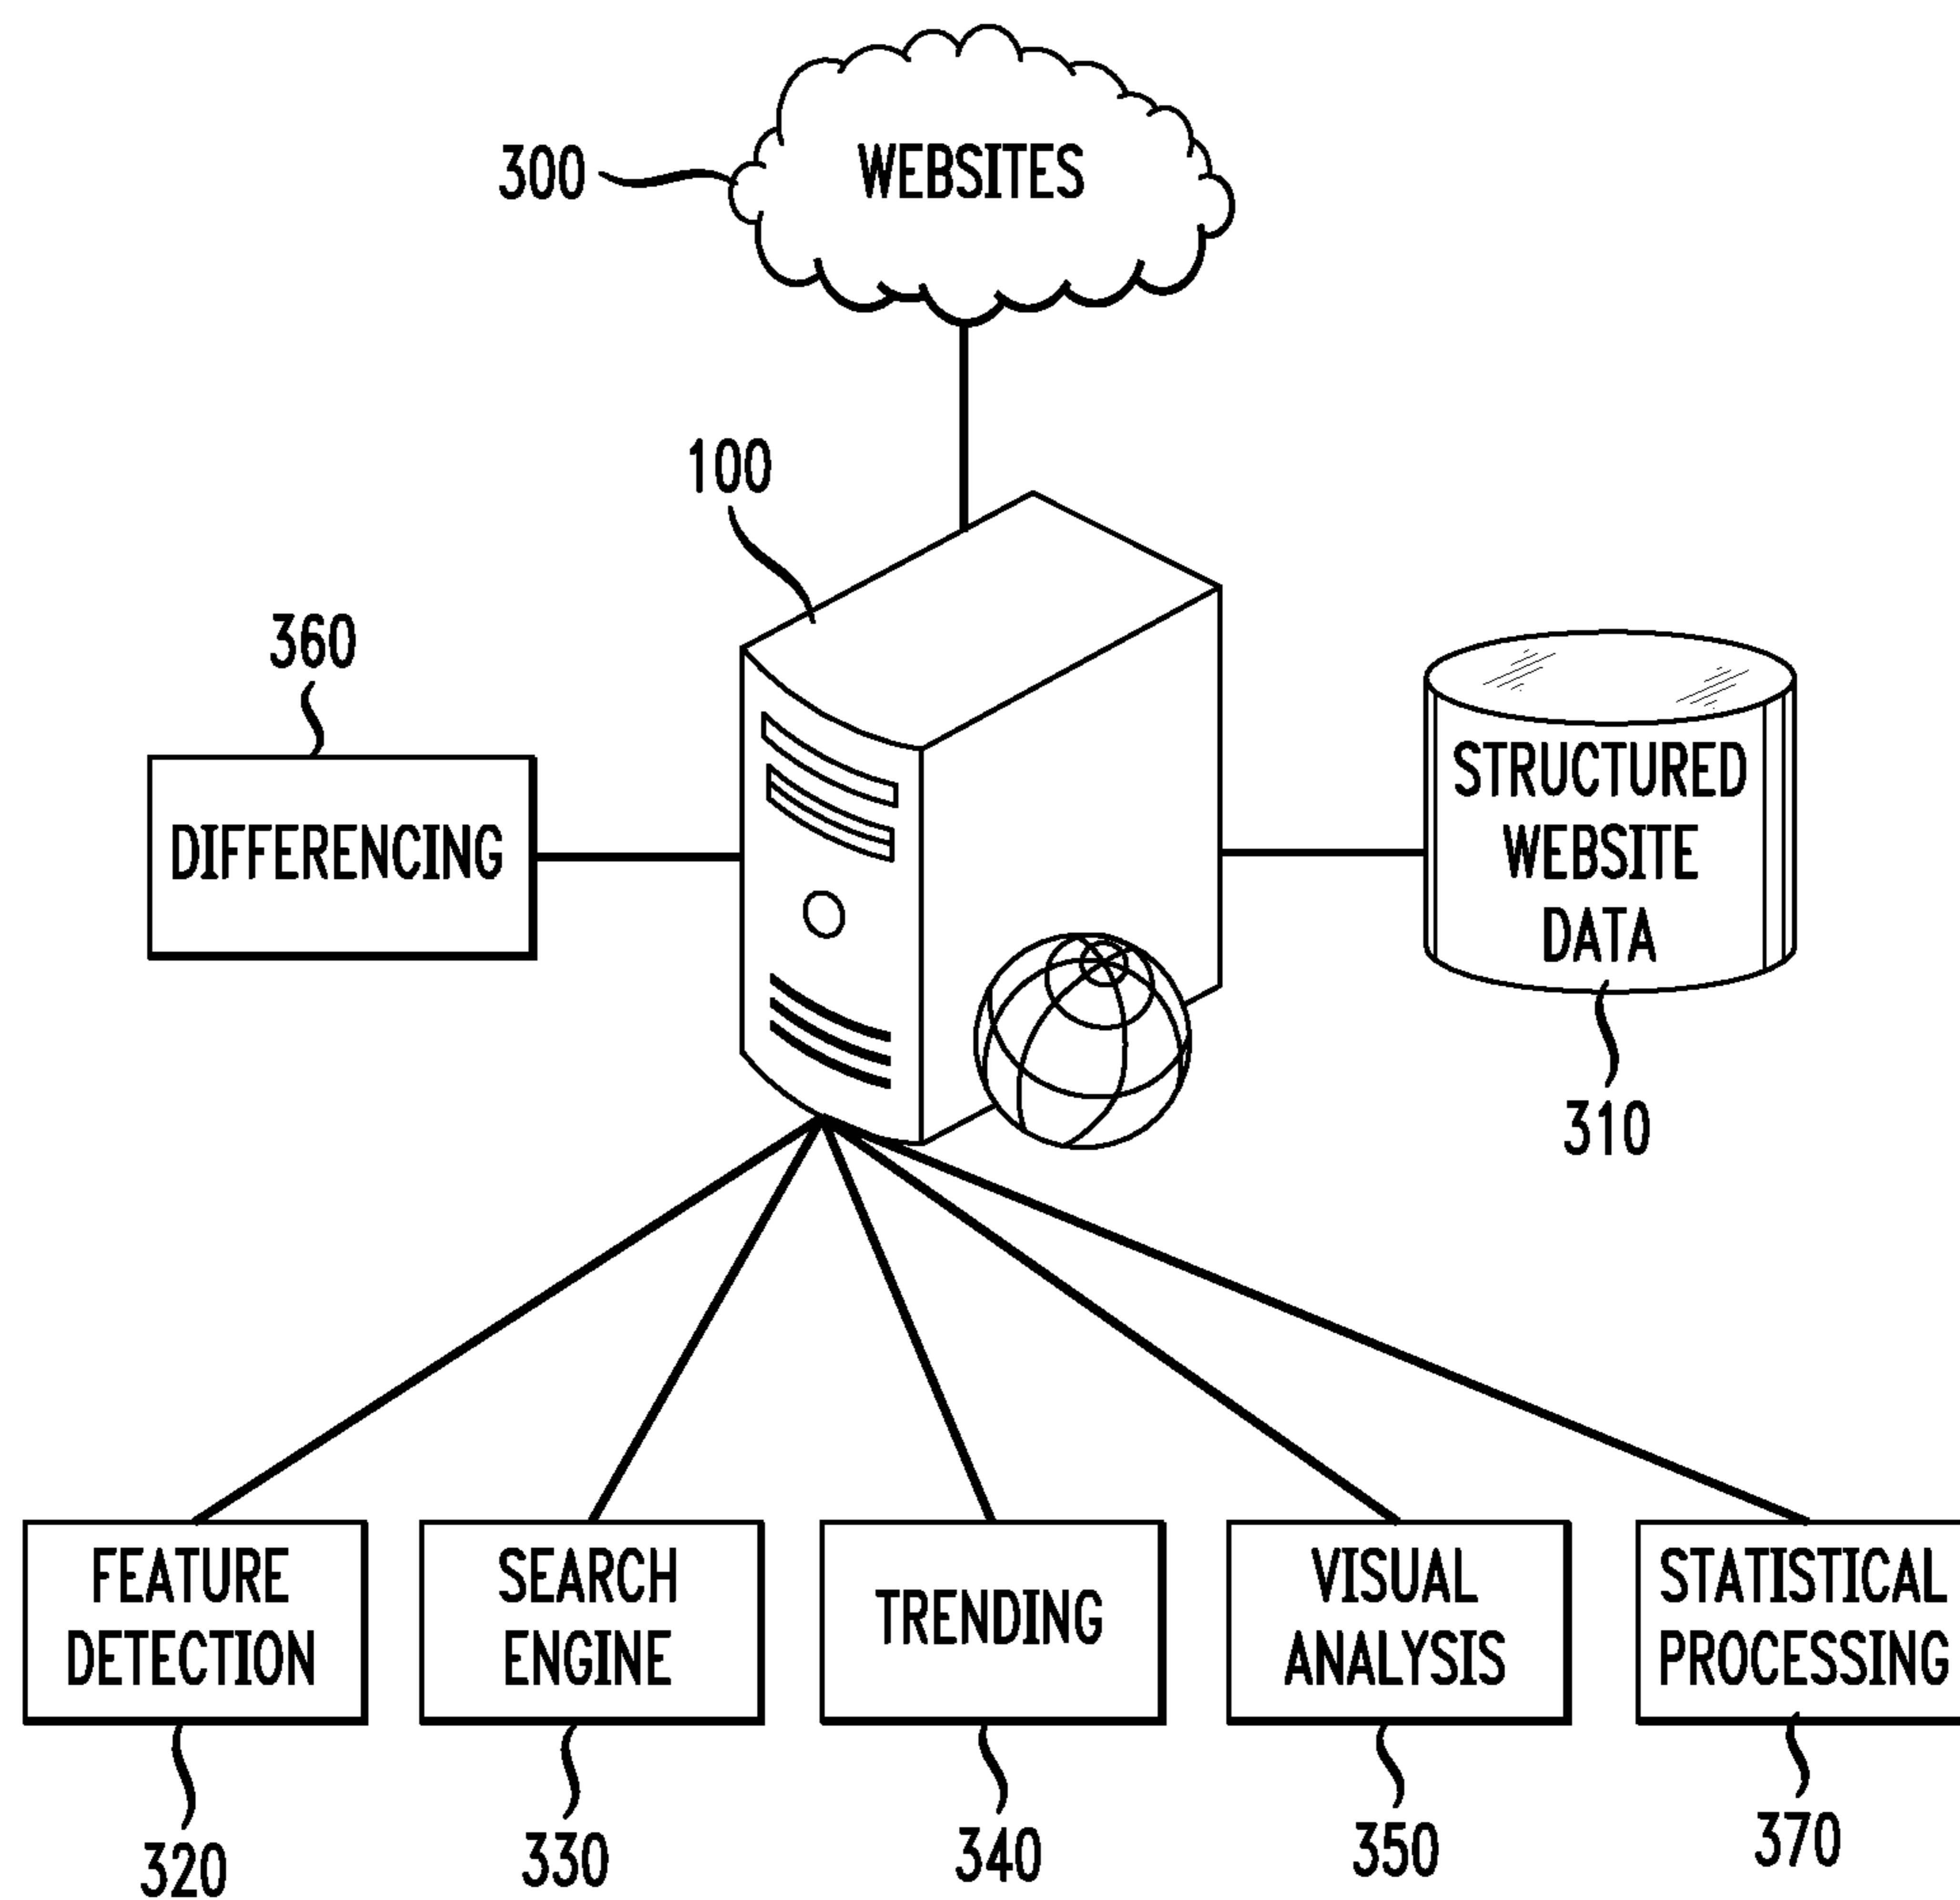 300
WEBSITES
100
360
DIFFERENCING
STRUCTURED
WEBSITE
DATA
310
FEATURE
DETECTION
320
SEARCH
ENGINE
330
TRENDING
340
VISUAL
ANALYSIS
350
STATISTICAL
PROCESSING
370